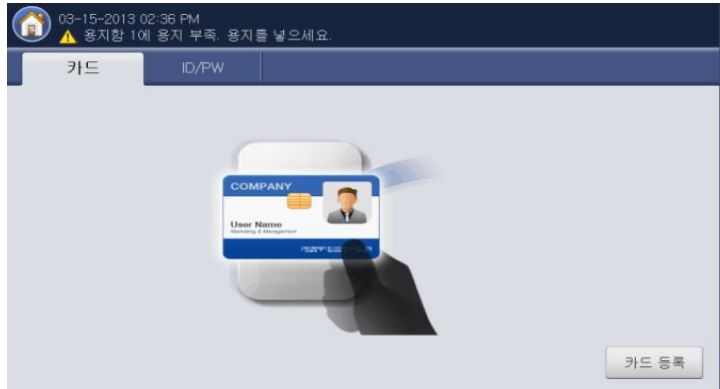 03-15-2013 02:36 PM
용지함 1에 용지 부족. 용지를 넣으세요.
카드
ID/PW
COMPANY
User Name
Marketing & Management
카드 등록